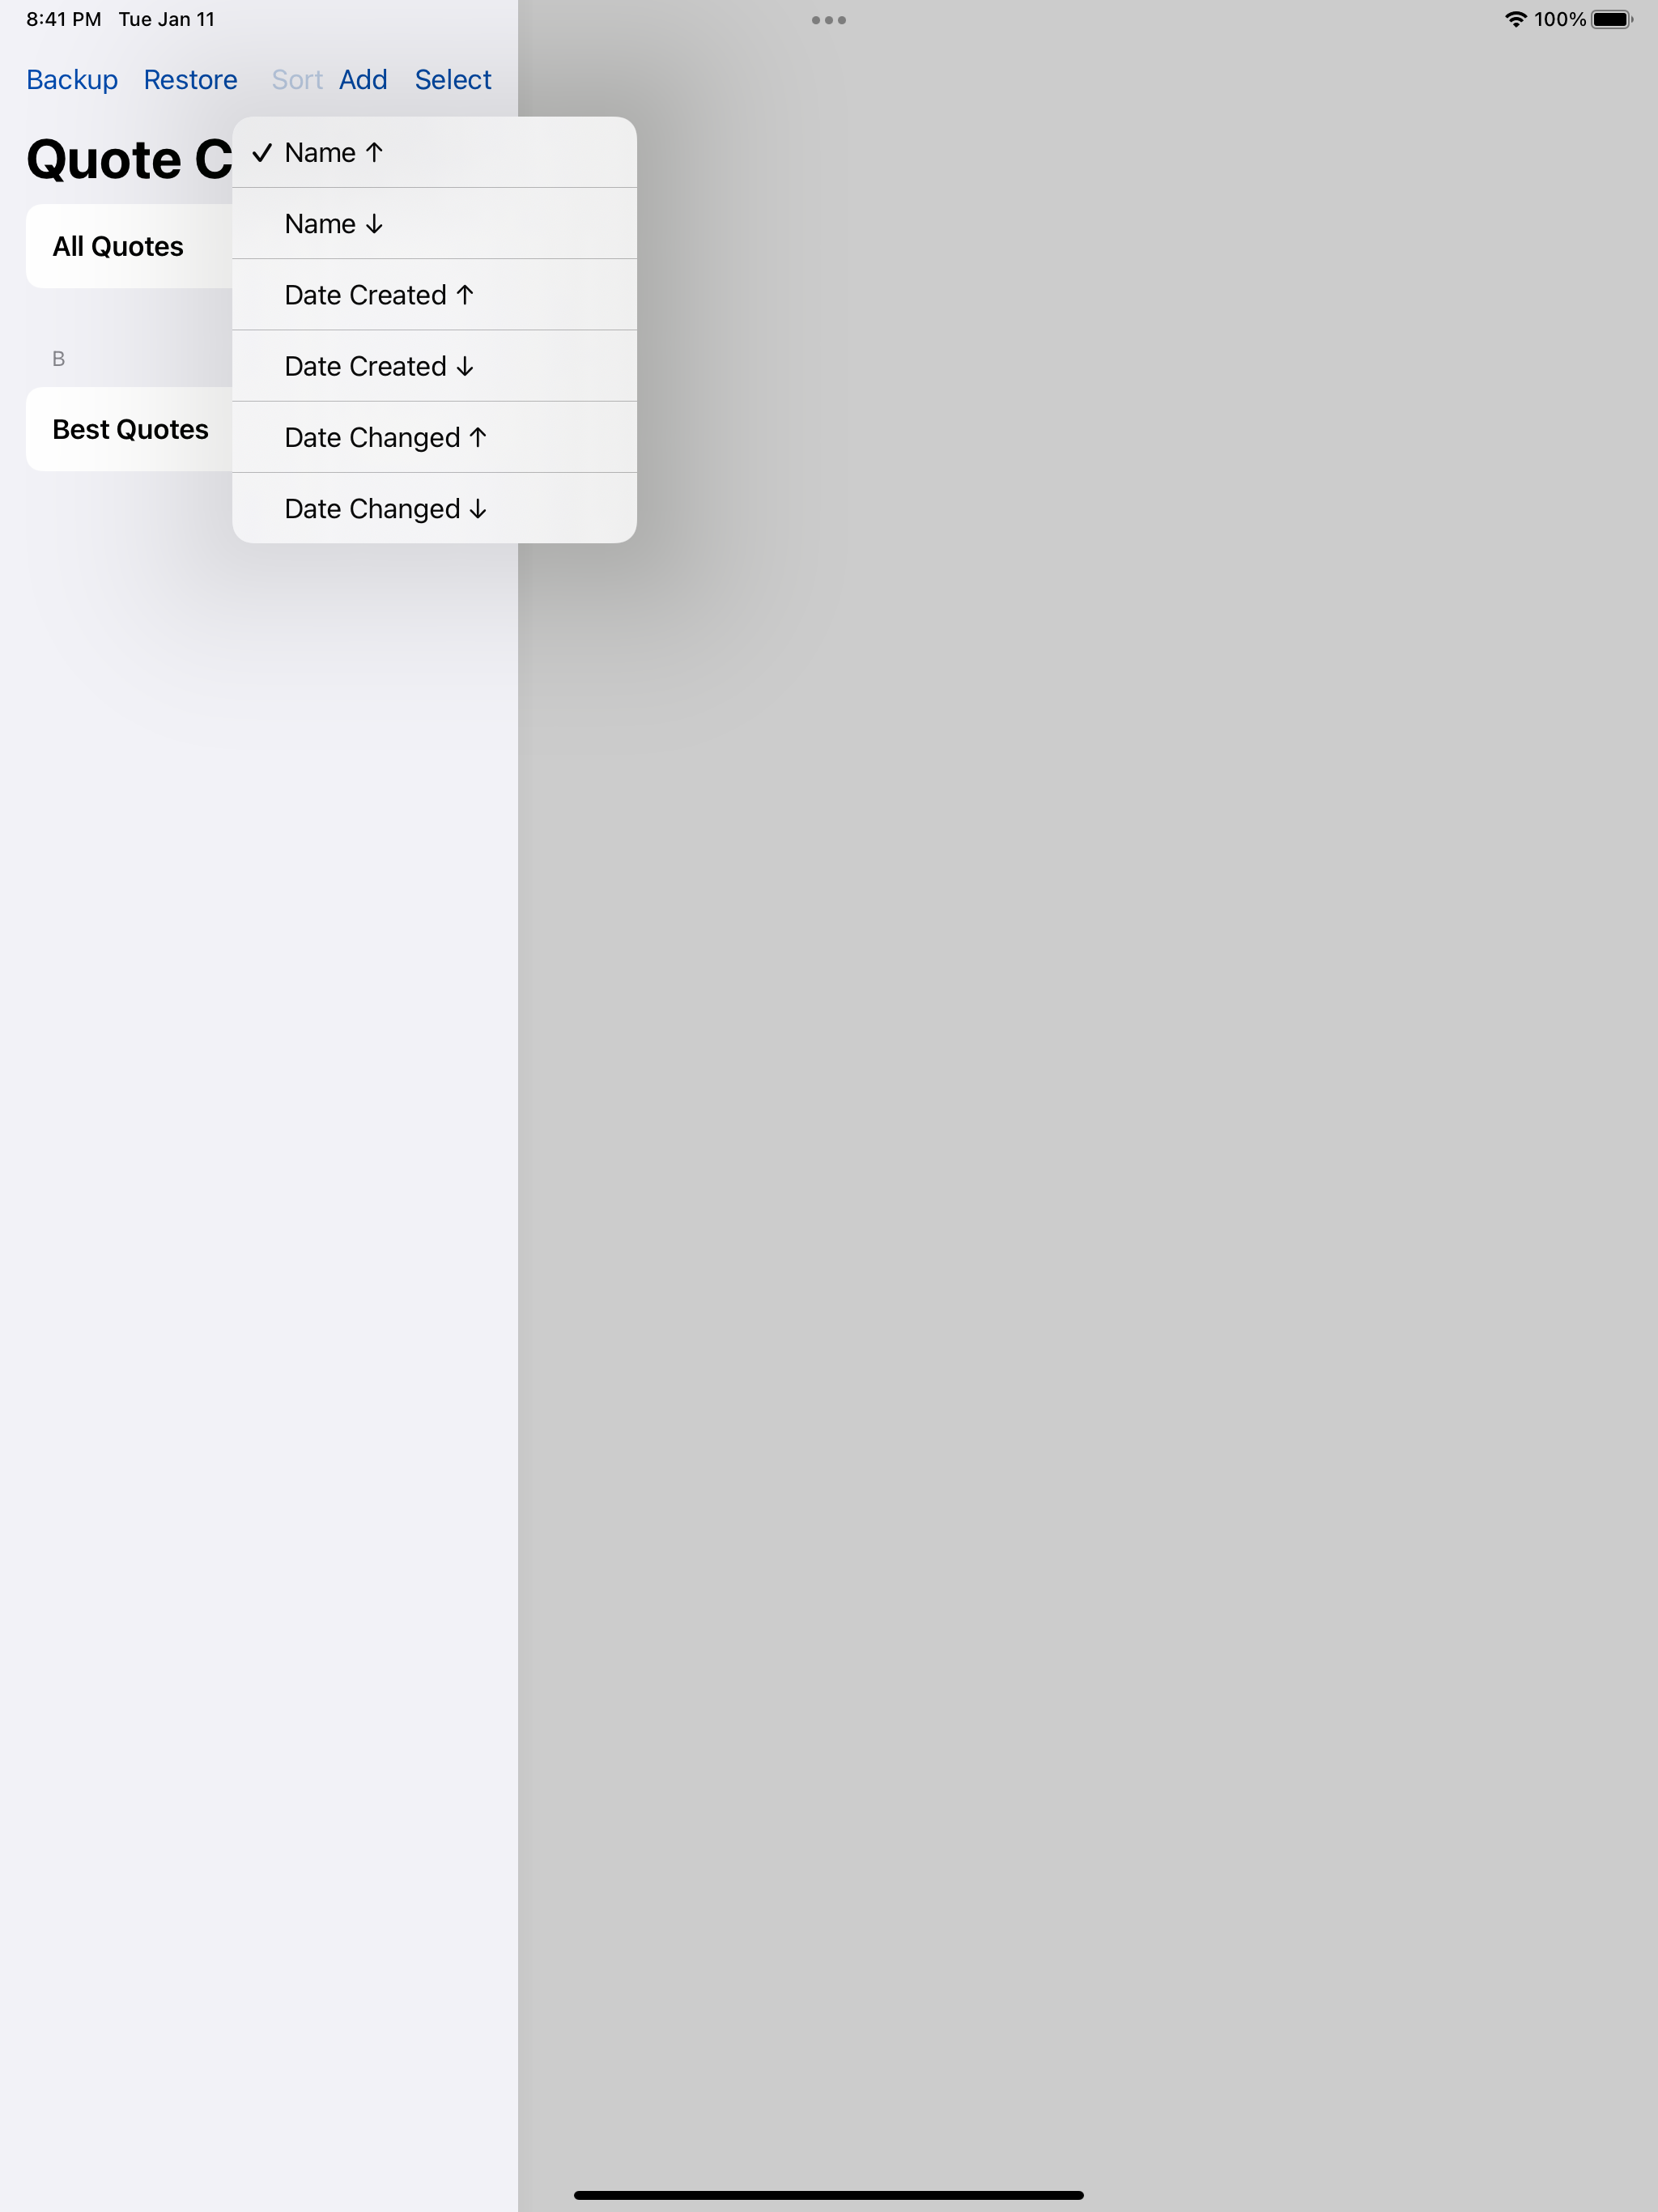 8:41 PM Tue Jan 11
100%
Backup Restore Sort Add Select
Quote C
All Quotes
B
Best Quotes
✓ Name ↑
Name ↓
Date Created ↑
Date Created ↓
Date Changed ↑
Date Changed ↓